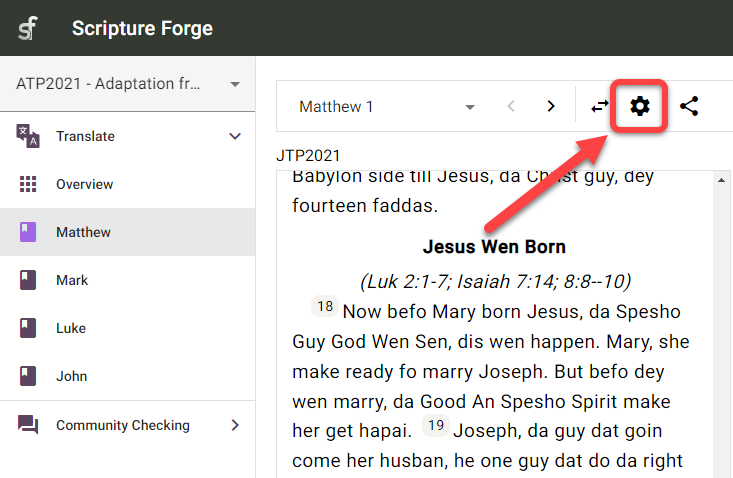 Scripture Forge
ATP2021 - Adaptation fr...
Translate
Overview
Matthew
Mark
Luke
John
Community Checking
Matthew 1
JTP2021
Babylon side till Jesus, da Christ guy, dey
fourteen faddas.
Jesus Wen Born
(Luk 2:1-7; Isaiah 7:14; 8:8--10)
18 Now befo Mary born Jesus, da Spesho
Guy God Wen Sen, dis wen happen. Mary, she
make ready fo marry Joseph. But befo dey
wen marry, da Good An Spesho Spirit make
her get hapai. 19 Joseph, da guy dat goin
come her husban, he one guy dat do da right